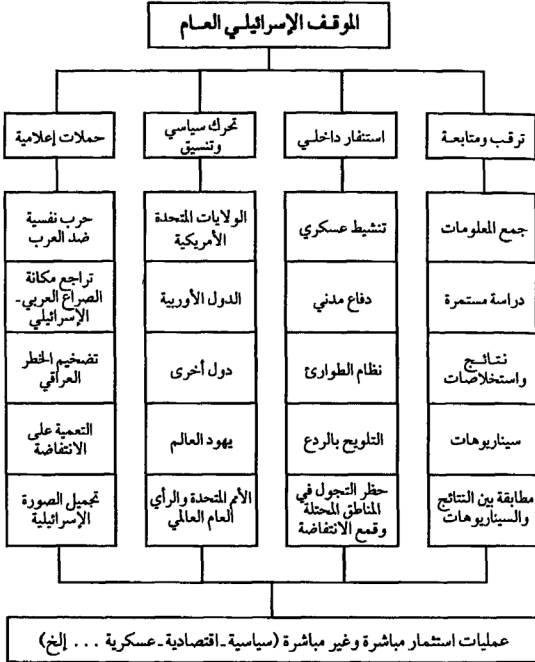 الموقف الإسرائيلي العام
ترقب ومتابعة
جمع المعلومات
دراسة مستمرة
نتائج
واستخلاصات
سيناريوهات
مطابقة بين النتائج
والسيناريوهات
استنفار داخلي
تنشيط عسكري
دفاع مدني
نظام الطوارئ
التلويح بالردع
حظر التجول في
المناطق المحتلة
وقمع الانتفاضة
تحرك سياسي
وتنسيق
الولايات المتحدة
الأمريكية
الدول الأوربية
دول أخرى
يهود العالم
الأمم المتحدة والرأي
العام العالمي
حملات إعلامية
حرب نفسية
ضد العرب
تراجع مكانة
الصراع العربي-
الإسرائيلي
تضخيم الخطر
العراقي
التعمية على
الانتفاضة
تجميل الصورة
الإسرائيلية
عمليات استثمار مباشرة وغير مباشرة (سياسية-اقتصادية-عسكرية ... إلخ)